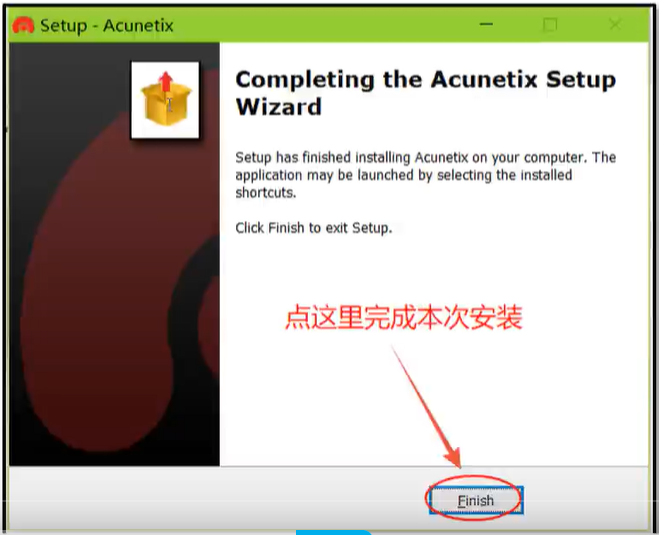 Setup - Acunetix
Completing the Acunetix Setup
Wizard
Setup has finished installing Acunetix on your computer. The
application may be launched by selecting the installed
shortcuts.
Click Finish to exit Setup.
点这里完成本次安装
Finish